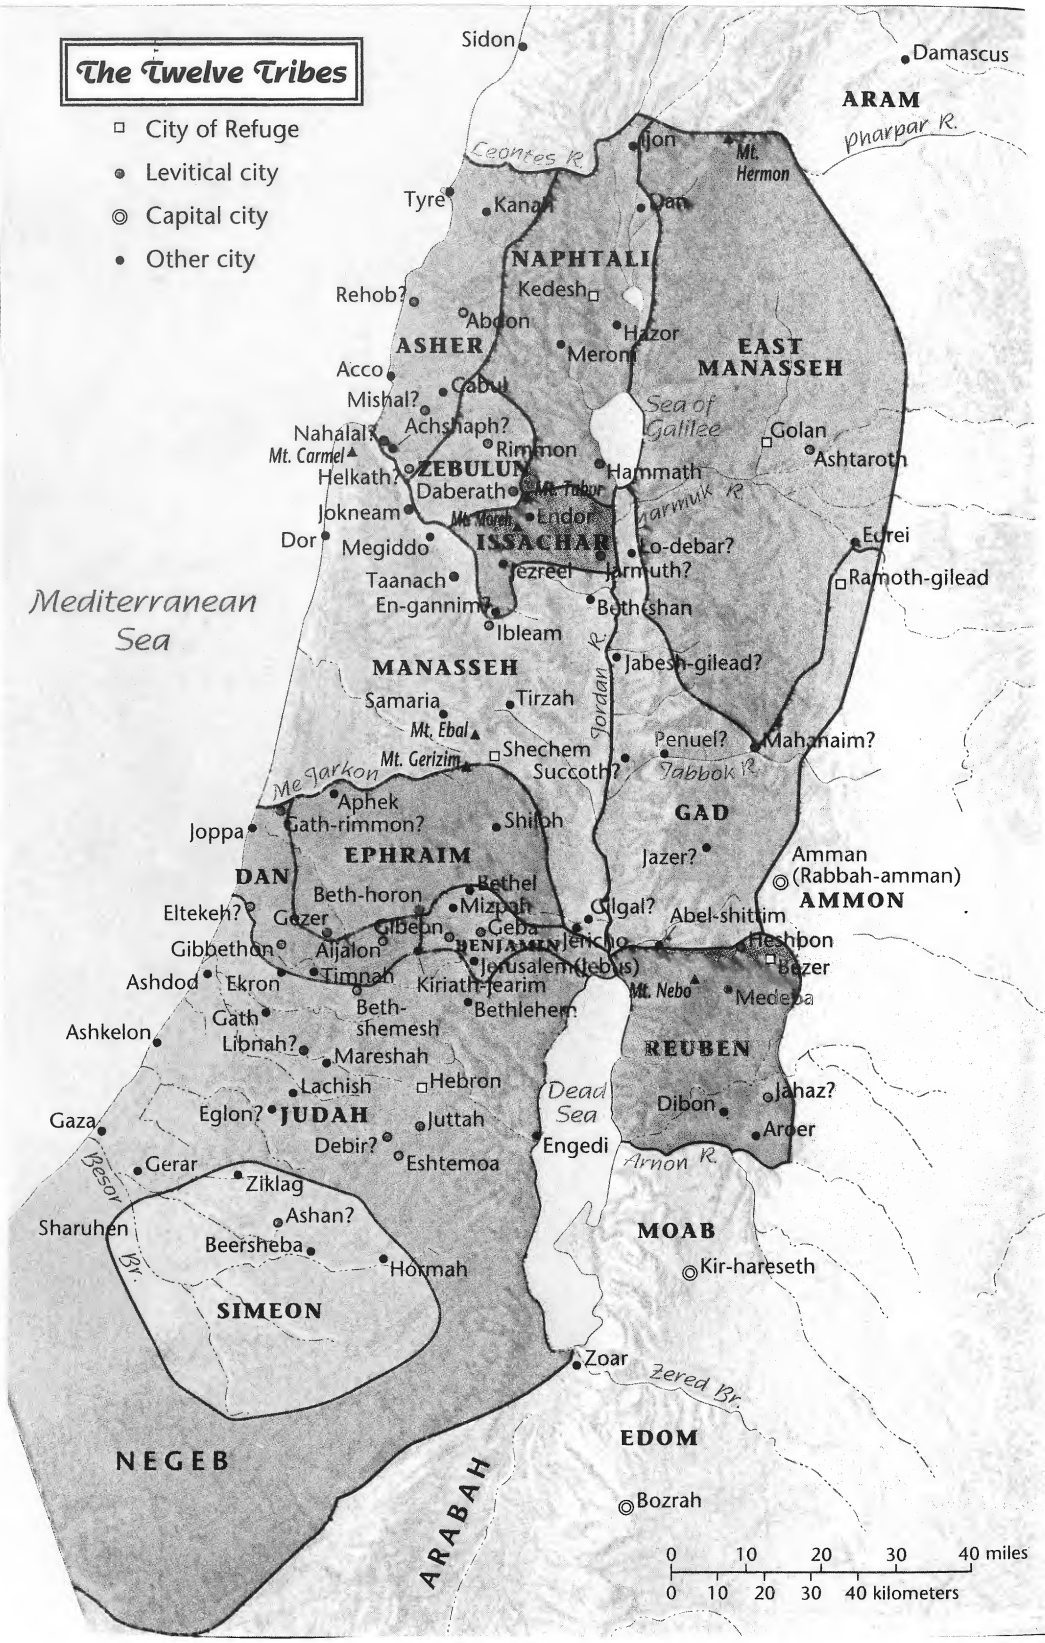 The Twelve Tribes
City of Refuge
Levitical city
Capital city
Other city
Sidon
Damascus
ARAM
Pharpar R.
Leontes R.
Ijon
Mt.
Hermon
Tyre
Kanah
Dan
NAPHTALI
Kedesh
Rehob?
Abdon
Hazor
ASHER
Merom
EAST
MANASSEH
Acco
Cabul
Mishal?
Sea of
Galilee
Achshaph?
Nahalal?
Rimmon
Golan
Mt. Carmel
Ashtaroth
Helkath?
ZEBULUN
Hammath
Daberath
Mt. Tabor
Yarmuk R.
Jokneam
Mt. Moreh
Endor
Dor
Megiddo
ISSACHAR
Lo-debar?
Edrei
Taanach
Jezreel
Jarmuth?
Ramoth-gilead
En-gannim?
Beth-shan
Mediterranean
Sea
Ibleam
MANASSEH
Jordan R.
Jabesh-gilead?
Samaria
Tirzah
Mt. Ebal
Mt. Gerizim
Shechem
Succoth?
Penuel?
Mahanaim?
Jabbok R.
Me Jarkon
Aphek
Joppa
Gath-rimmon?
Shiloh
GAD
EPHRAIM
Jazer?
DAN
Amman
(Rabbah-amman)
AMMON
Bethel
Beth-horon
Mizpah
Eltekeh?
Gezer
Gibeon
Geba
Gilgal?
Abel-shittim
Gibbethon
Aijalon
BENJAMIN
Jericho
Heshbon
Bezer
Ashdod
Ekron
Timnah
Jerusalem (Jebus)
Kiriath-jearim
Mt. Nebo
Medeba
Gath
Beth-
shemesh
Bethlehem
Ashkelon
Libnah?
Mareshah
REUBEN
Lachish
Hebron
Dead
Sea
Jahaz?
Dibon
Gaza
Eglon?
JUDAH
Juttah
Aroer
Debir?
Engedi
Eshtemoa
Arnon R.
Besor
Br.
Gerar
Ziklag
Sharuhen
Ashan?
Beersheba
Hormah
MOAB
Kir-hareseth
SIMEON
Zoar
Zered Br.
NEGEB
EDOM
ARABAH
Bozrah
0 10 20 30 40 miles
0 10 20 30 40 kilometers